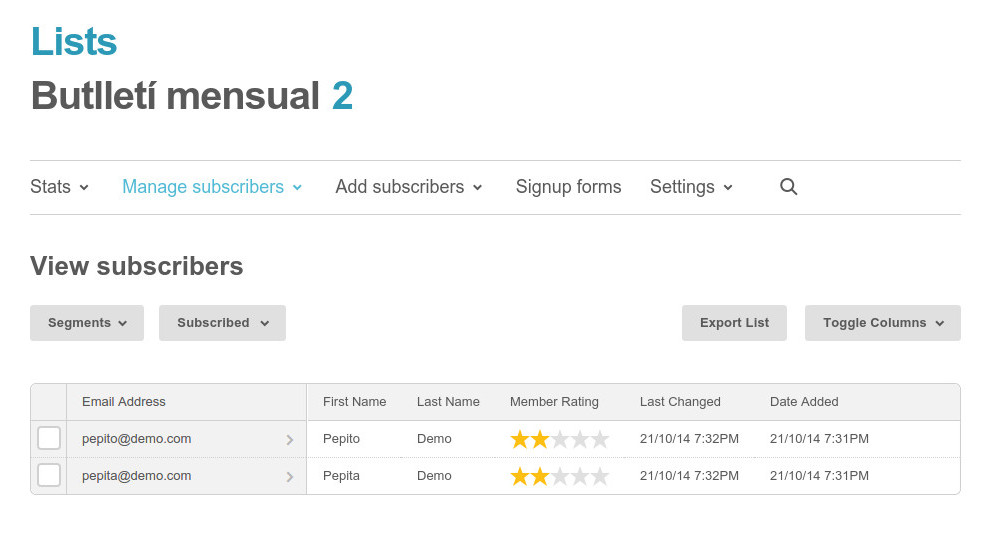 Lists
Butlletí mensual 2
Stats Manage subscribers Add subscribers Signup forms Settings
View subscribers
Segments Subscribed Export List Toggle Columns
Email Address First Name Last Name Member Rating Last Changed Date Added
pepito@demo.com Pepito Demo 21/10/14 7:32PM 21/10/14 7:31PM
pepita@demo.com Pepita Demo 21/10/14 7:32PM 21/10/14 7:31PM